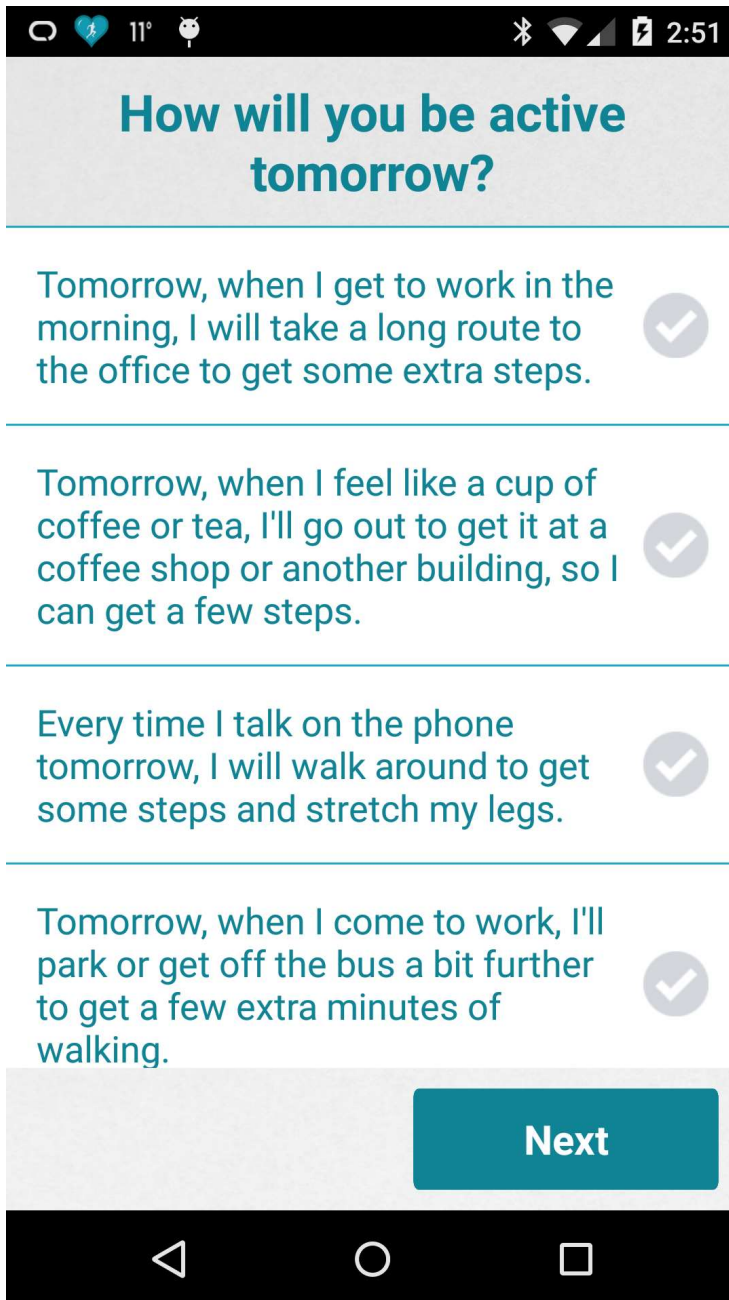 11° 2:51
How will you be active
tomorrow?
Tomorrow, when I get to work in the
morning, I will take a long route to
the office to get some extra steps.
Tomorrow, when I feel like a cup of
coffee or tea, I'll go out to get it at a
coffee shop or another building, so I
can get a few steps.
Every time I talk on the phone
tomorrow, I will walk around to get
some steps and stretch my legs.
Tomorrow, when I come to work, I'll
park or get off the bus a bit further
to get a few extra minutes of
walking.
Next